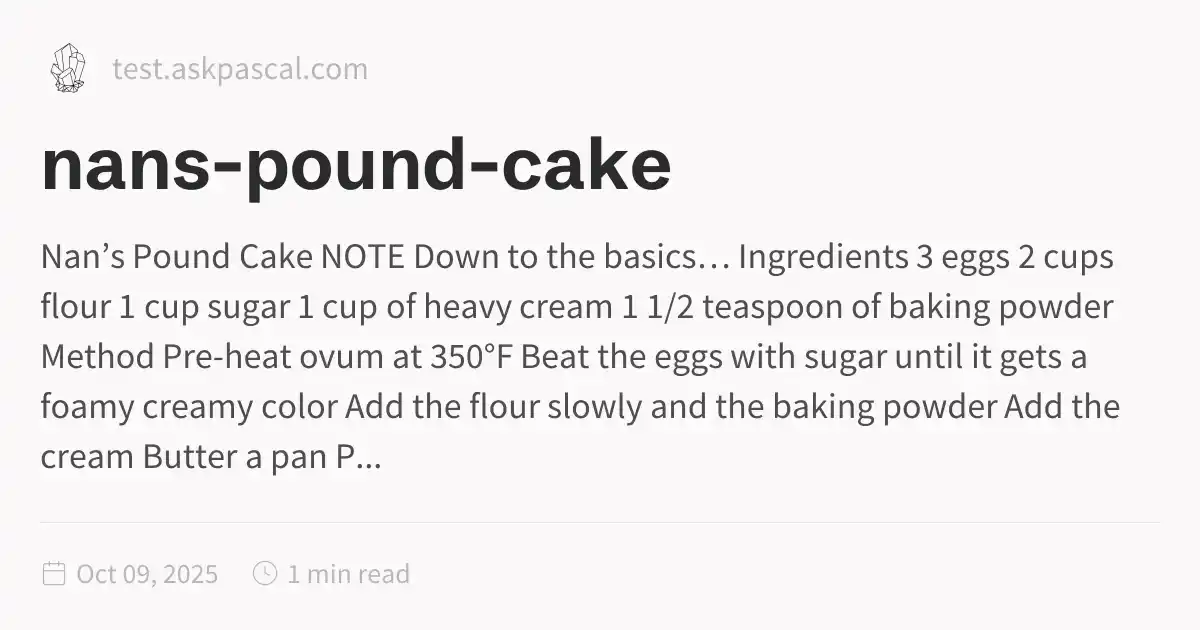 test.askpascal.com
nans-pound-cake
Nan’s Pound Cake NOTE Down to the basics… Ingredients 3 eggs 2 cups
flour 1 cup sugar 1 cup of heavy cream 1 1/2 teaspoon of baking powder
Method Pre-heat ovum at 350°F Beat the eggs with sugar until it gets a
foamy creamy color Add the flour slowly and the baking powder Add the
cream Butter a pan P...
Oct 09, 2025 1 min read